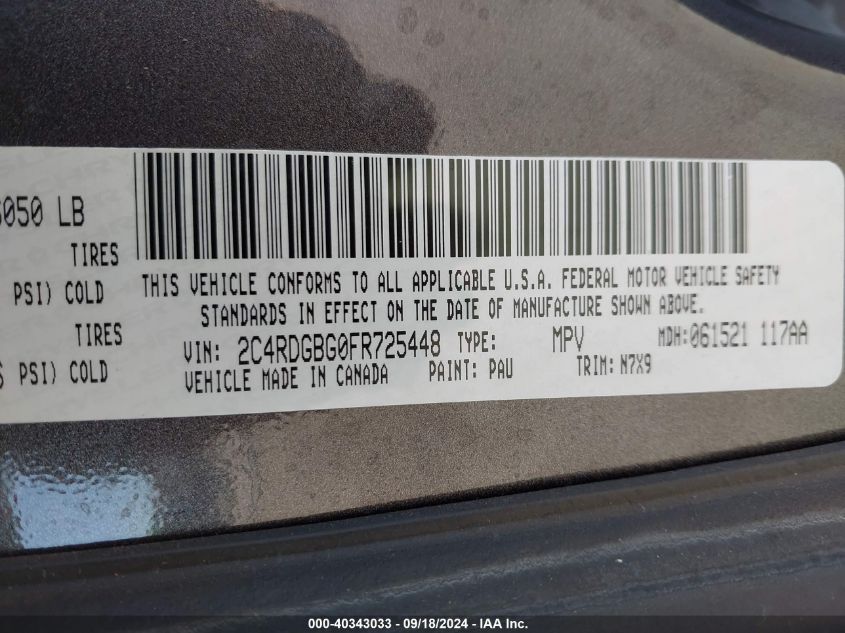 6050 LB
TIRES
PSI) COLD
TIRES
PSI) COLD
THIS VEHICLE CONFORMS TO ALL APPLICABLE U.S.A. FEDERAL MOTOR VEHICLE SAFETY
STANDARDS IN EFFECT ON THE DATE OF MANUFACTURE SHOWN ABOVE.
VIN: 2C4RDGBG0FR725448 TYPE: MPV MDH:061521 117AA
VEHICLE MADE IN CANADA PAINT: PAU TRIM: N7X9
000-40343033 - 09/18/2024 - IAA Inc.